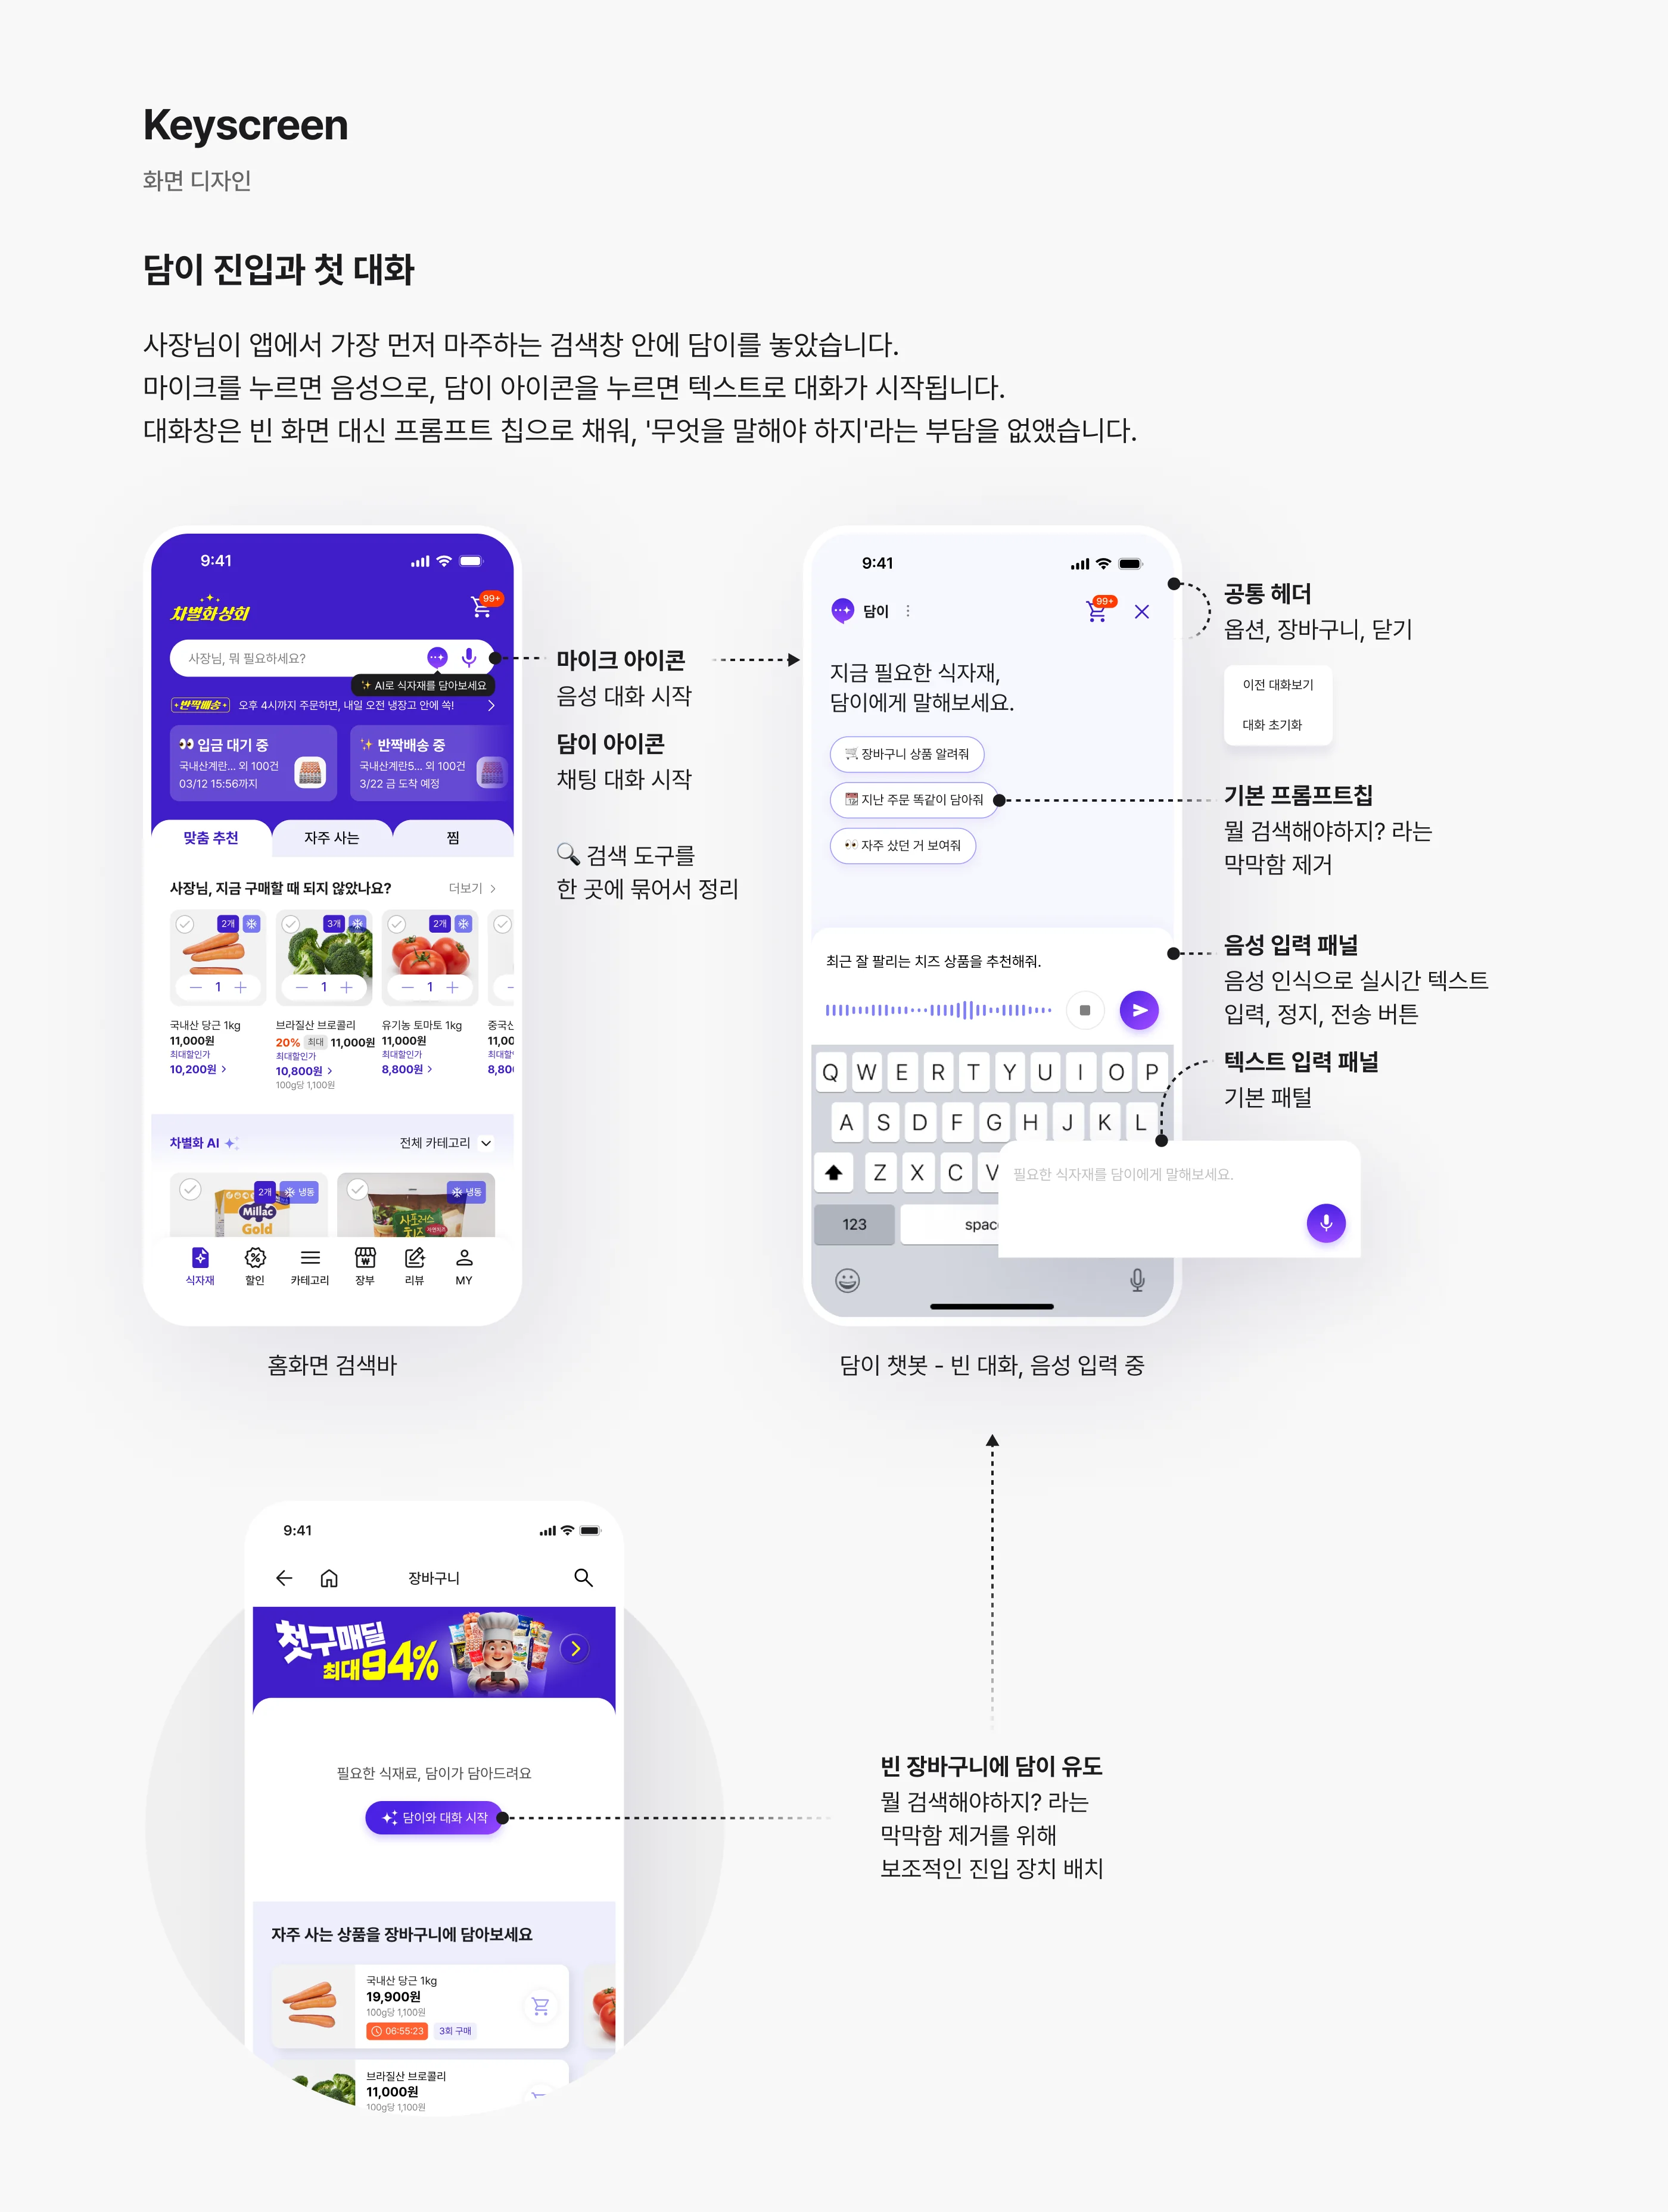 Keyscreen
화면 디자인
담이 진입과 첫 대화
사장님이 앱에서 가장 먼저 마주하는 검색창 안에 담이를 놓았습니다.
마이크를 누르면 음성으로, 담이 아이콘을 누르면 텍스트로 대화가 시작됩니다.
대화창은 빈 화면 대신 프롬프트 칩으로 채워, '무엇을 말해야 하지'라는 부담을 없앴습니다.
9:41
차별화상회
99+
사장님, 뭐 필요하세요?
✨ AI로 식자재를 담아보세요
반짝배송 오후 4시까지 주문하면, 내일 오전 냉장고 안에 쏙!
👀 입금 대기 중
국내산계란... 외 100건
03/12 15:56까지
✨ 반짝배송 중
국내산계란5... 외 100건
3/22 금 도착 예정
맞춤 추천
자주 사는
찜
사장님, 지금 구매할 때 되지 않았나요?
더보기
2개
3개
2개
1
1
1
국내산 당근 1kg
11,000원
최대할인가
10,200원
브라질산 브로콜리
20% 최대 11,000원
최대할인가
10,800원
100g당 1,100원
유기농 토마토 1kg
11,000원
최대할인가
8,800원
중국산
11,00
최대할
8,80
차별화 AI
전체 카테고리
2개
냉동
Millac
Gold
냉동
식자재
할인
카테고리
장부
리뷰
MY
홈화면 검색바
마이크 아이콘
음성 대화 시작
담이 아이콘
채팅 대화 시작
🔍 검색 도구를
한 곳에 묶어서 정리
9:41
담이
99+
지금 필요한 식자재,
담이에게 말해보세요.
🛒 장바구니 상품 알려줘
📅 지난 주문 똑같이 담아줘
👀 자주 샀던 거 보여줘
최근 잘 팔리는 치즈 상품을 추천해줘.
Q W E R T Y U I O P
A S D F G H J K L
Z X C V
123
spac
필요한 식자재를 담이에게 말해보세요.
담이 챗봇 - 빈 대화, 음성 입력 중
공통 헤더
옵션, 장바구니, 닫기
이전 대화보기
대화 초기화
기본 프롬프트칩
뭘 검색해야하지? 라는
막막함 제거
음성 입력 패널
음성 인식으로 실시간 텍스트
입력, 정지, 전송 버튼
텍스트 입력 패널
기본 패털
9:41
장바구니
첫구매딜
최대 94%
필요한 식재료, 담이가 담아드려요
담이와 대화 시작
자주 사는 상품을 장바구니에 담아보세요
국내산 당근 1kg
19,900원
100g당 1,100원
06:55:23
3회 구매
브라질산 브로콜리
11,000원
100g당 1,100원
빈 장바구니에 담이 유도
뭘 검색해야하지? 라는
막막함 제거를 위해
보조적인 진입 장치 배치